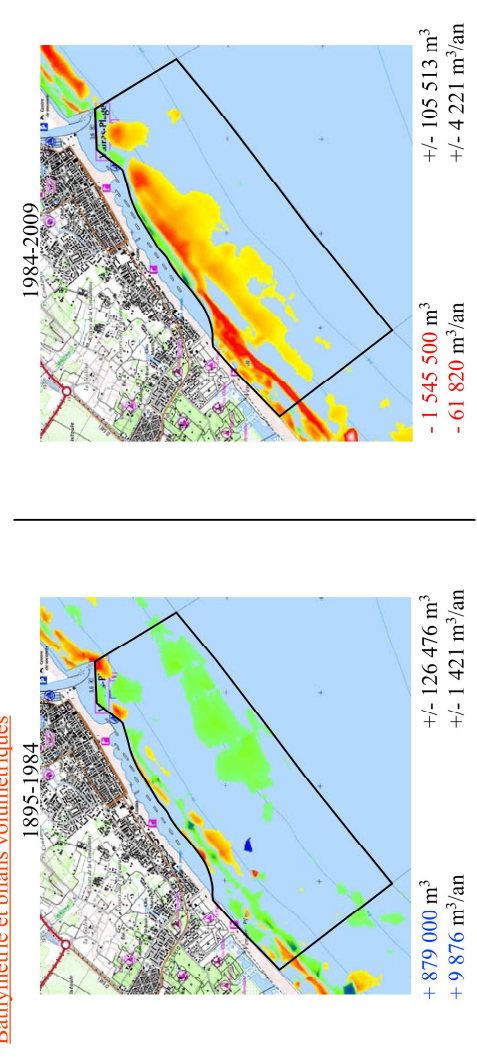 Bathymétrie et bilans volumétriques
1895-1984
+ 879 000 m³ +/- 126 476 m³
+ 9 876 m³/an +/- 1 421 m³/an
1984-2009
- 1 545 500 m³ +/- 105 513 m³
- 61 820 m³/an +/- 4 221 m³/an